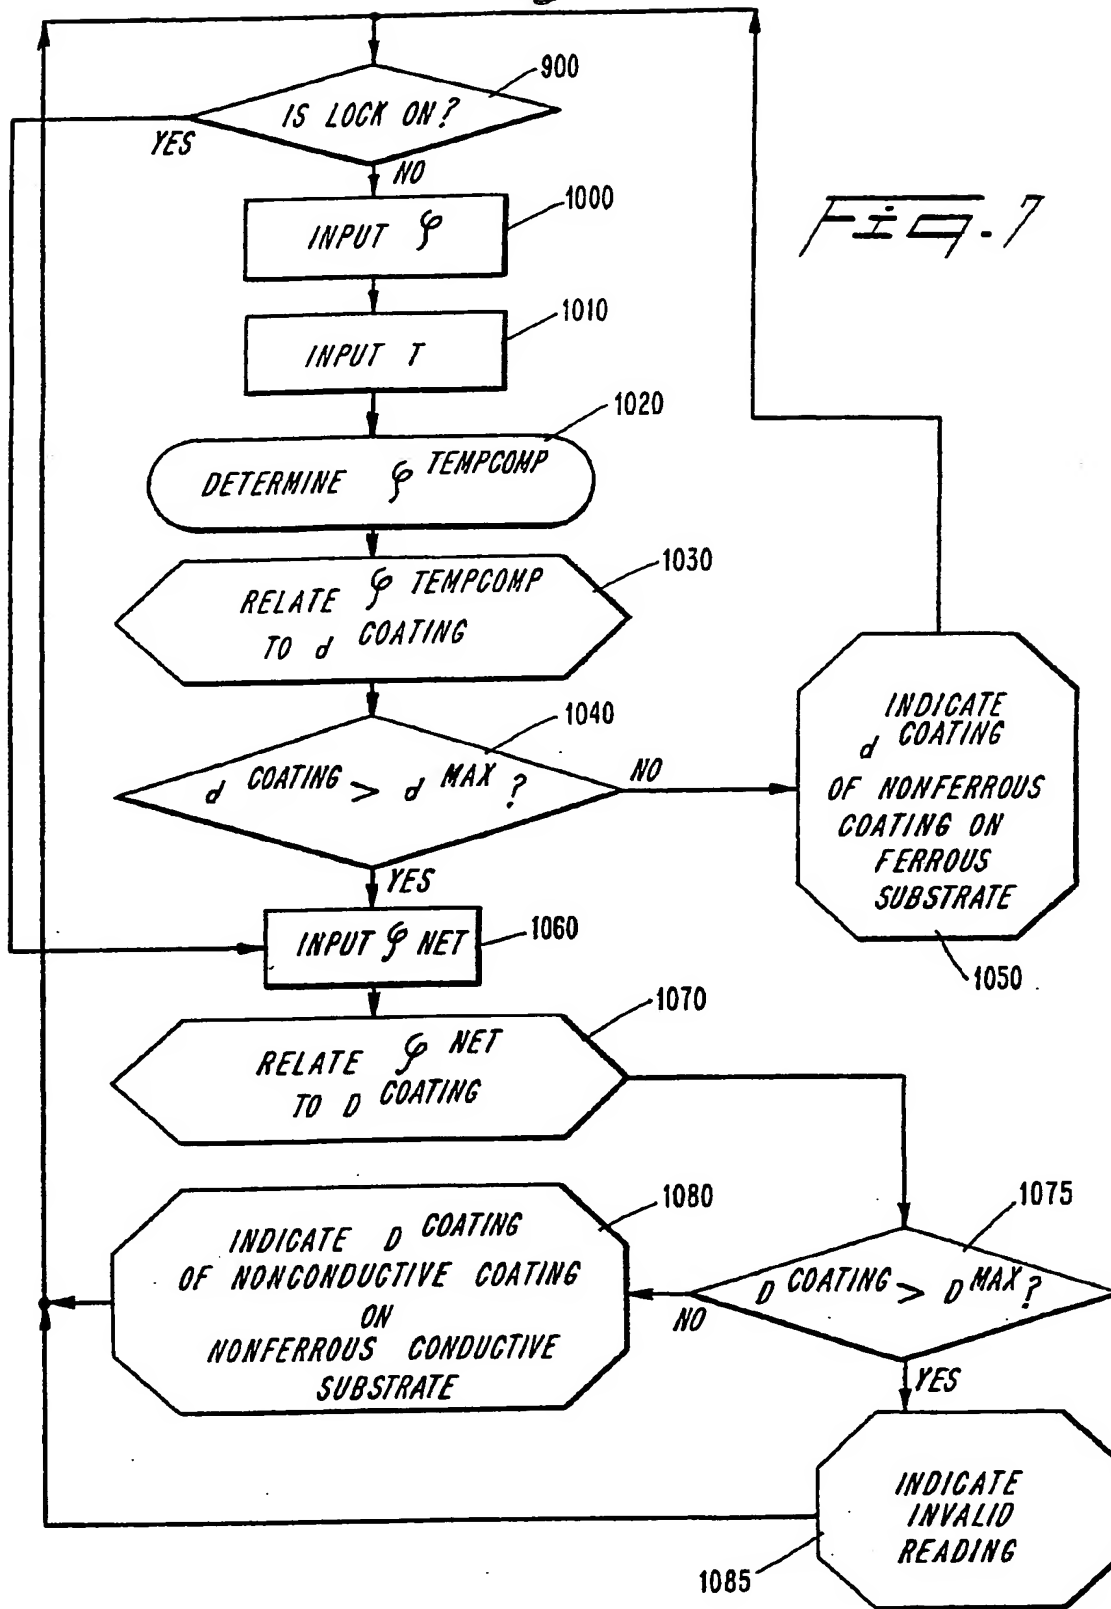 900
IS LOCK ON?
YES
NO
1000
INPUT φ
Fig. 7
1010
INPUT T
1020
DETERMINE φ TEMPCOMP
1030
RELATE φ TEMPCOMP
TO d COATING
1040
d COATING > d MAX ?
NO
YES
INDICATE
d COATING
OF NONFERROUS
COATING ON
FERROUS
SUBSTRATE
1050
INPUT φ NET
1060
1070
RELATE φ NET
TO D COATING
1080
INDICATE D COATING
OF NONCONDUCTIVE COATING
ON
NONFERROUS CONDUCTIVE
SUBSTRATE
1075
D COATING > D MAX ?
NO
YES
INDICATE
INVALID
READING
1085